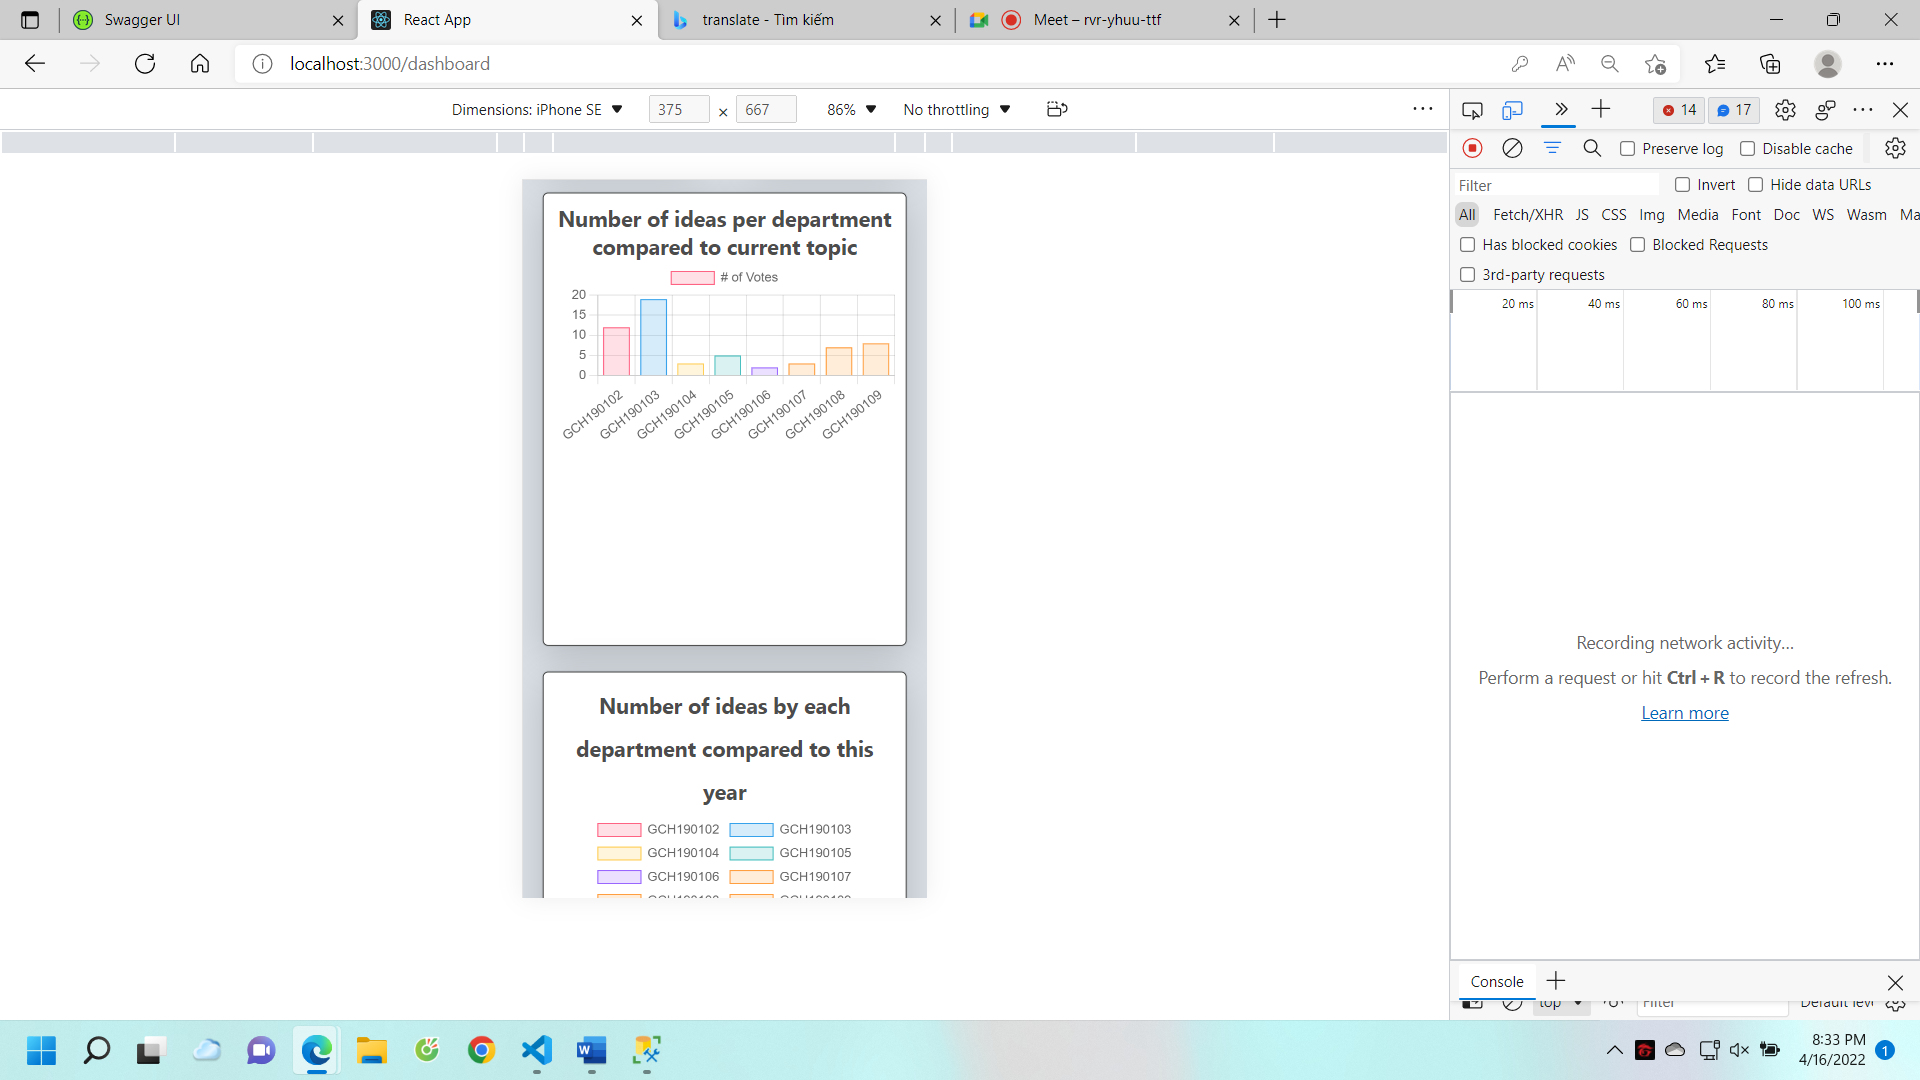 Swagger UI
React App
translate - Tìm kiếm
Meet – rvr-yhuu-ttf
localhost:3000/dashboard
Dimensions: iPhone SE
375 × 667
86%
No throttling
14
17
Preserve log
Disable cache
Filter
Invert
Hide data URLs
All Fetch/XHR JS CSS Img Media Font Doc WS Wasm Ma
Has blocked cookies
Blocked Requests
3rd-party requests
20 ms 40 ms 60 ms 80 ms 100 ms
Recording network activity...
Perform a request or hit Ctrl + R to record the refresh.
Learn more
Console
top
Filter
Default leve
Number of ideas per department
compared to current topic
# of Votes
20
15
10
5
0
GCH190102
GCH190103
GCH190104
GCH190105
GCH190106
GCH190107
GCH190108
GCH190109
Number of ideas by each
department compared to this
year
GCH190102 GCH190103
GCH190104 GCH190105
GCH190106 GCH190107
8:33 PM
4/16/2022
1